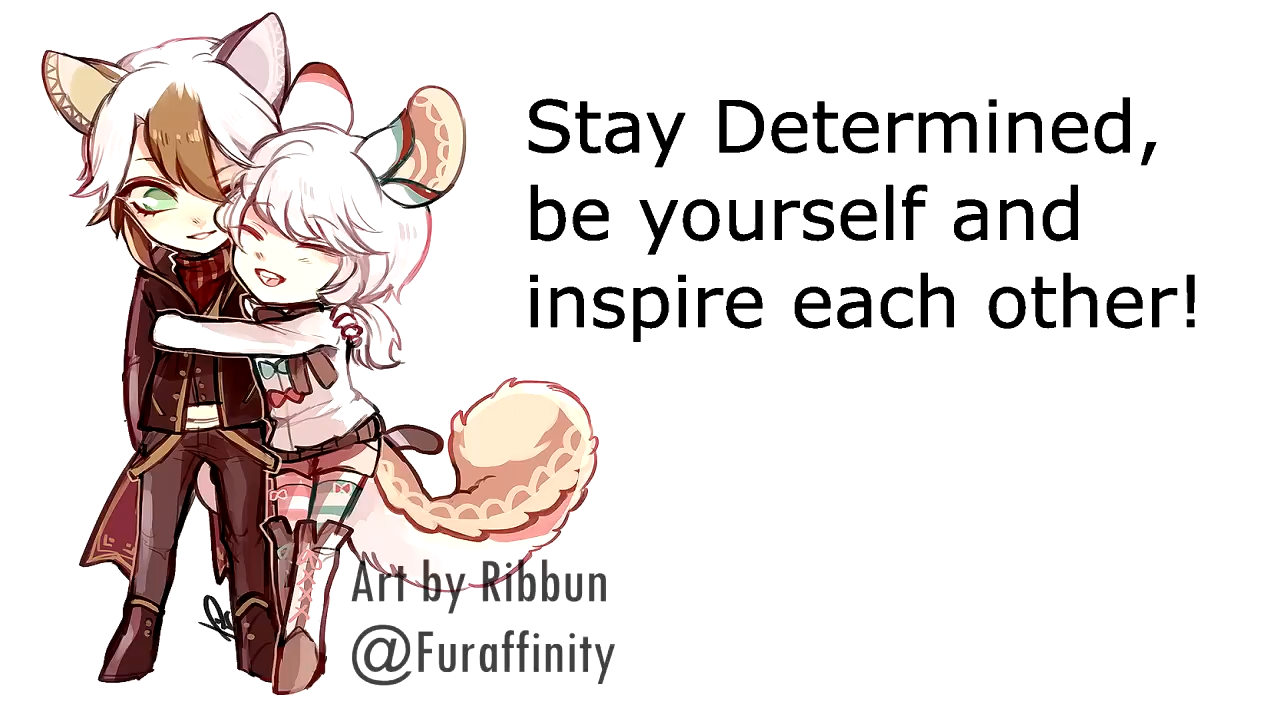 Stay Determined,
be yourself and
inspire each other!
Art by Ribbun
@Furaffinity